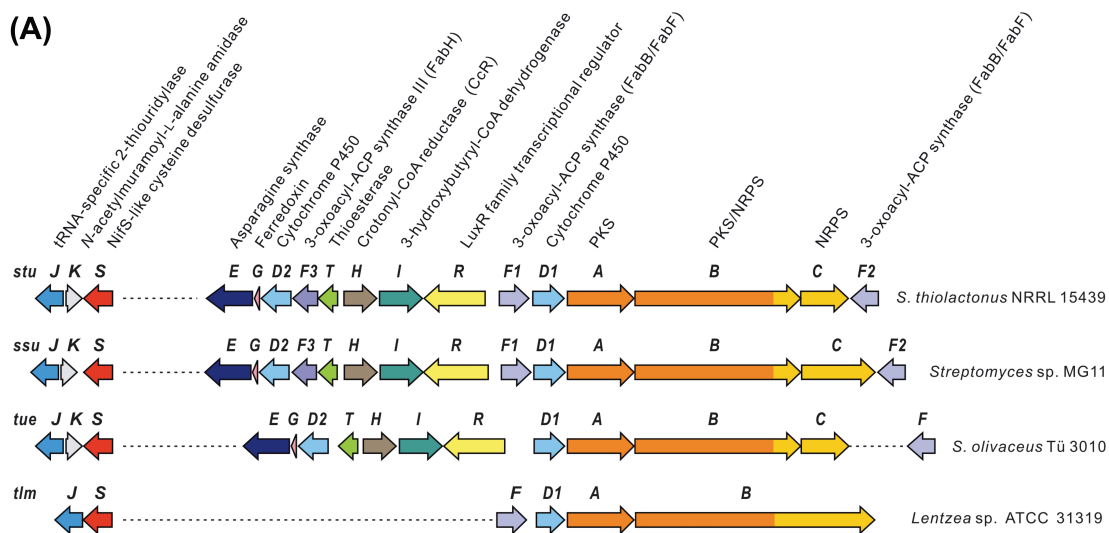 (A)
tRNA-specific 2-thiouridylase
N-acetylmuramoyl-L-alanine amidase
NifS-like cysteine desulfurase
Asparagine synthase
Ferredoxin
Cytochrome P450
3-oxoacyl-ACP synthase III (FabH)
Thioesterase
Crotonyl-CoA reductase (CcR)
3-hydroxybutyryl-CoA dehydrogenase
LuxR family transcriptional regulator
3-oxoacyl-ACP synthase (FabB/FabF)
Cytochrome P450
PKS
PKS/NRPS
NRPS
3-oxoacyl-ACP synthase (FabB/FabF)
stu J K S E G D2 F3 T H I R F1 D1 A B C F2
S. thiolactonus NRRL 15439
ssu J K S E G D2 F3 T H I R F1 D1 A B C F2
Streptomyces sp. MG11
tue J K S E G D2 T H I R D1 A B C F
S. olivaceus Tü 3010
tlm J S F D1 A B
Lentzea sp. ATCC 31319